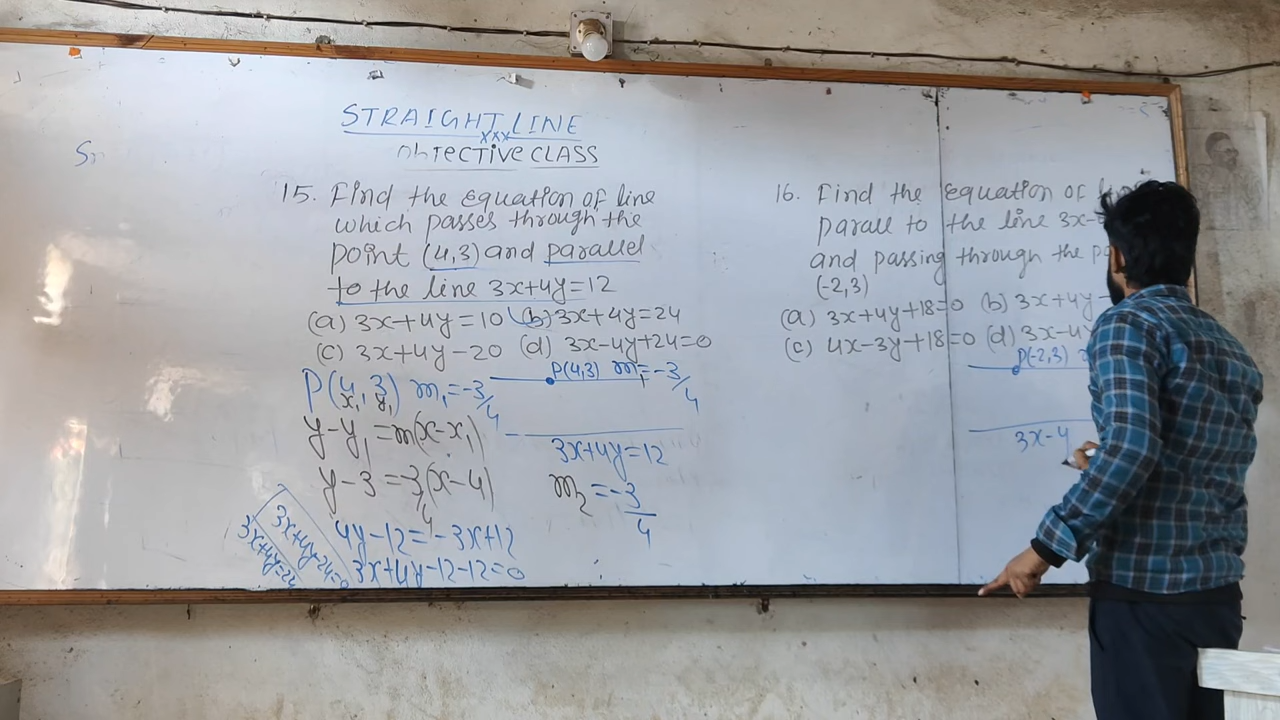 Sn
STRAIGHT LINE
xxx
OBJECTIVE CLASS
15. Find the equation of line
which passes through the
point (4,3) and parallel
to the line 3x+4y=12
(a) 3x+4y=10 (b) 3x+4y=24
(c) 3x+4y-20 (d) 3x-4y+24=0
P(4, 3) m₁=-3/4
x₁ y₁
y-y₁=m(x-x₁)
y-3=-3/4(x-4)
4y-12=-3x+12
3x+4y-12-12=0
3x+4y-24=0
3x+4y=24
P(4,3) m₁=-3/4
3x+4y=12
m₂=-3/4
16. Find the equation of
parall to the line 3x-
and passing through the
(-2,3)
(a) 3x+4y+18=0 (b) 3x+4y-
(c) 4x-3y+18=0 (d) 3x-4y
P(-2,3)
3x-4